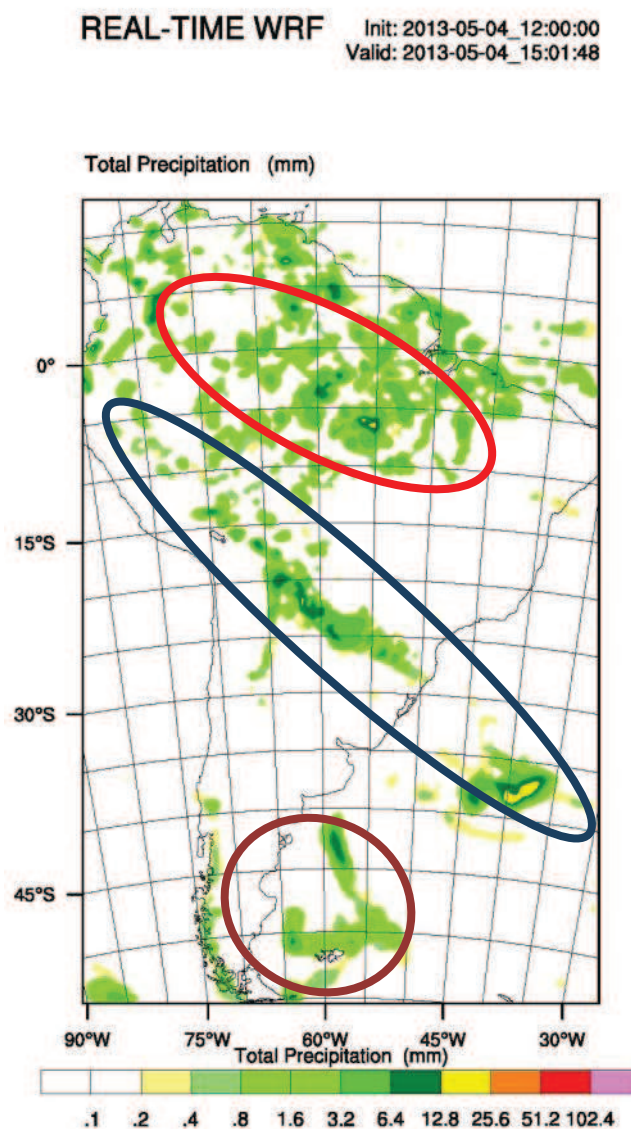 REAL-TIME WRF
Init: 2013-05-04_12:00:00
Valid: 2013-05-04_15:01:48
Total Precipitation (mm)
0°
15°S
30°S
45°S
90°W 75°W 60°W 45°W 30°W
Total Precipitation (mm)
.1 .2 .4 .8 1.6 3.2 6.4 12.8 25.6 51.2 102.4